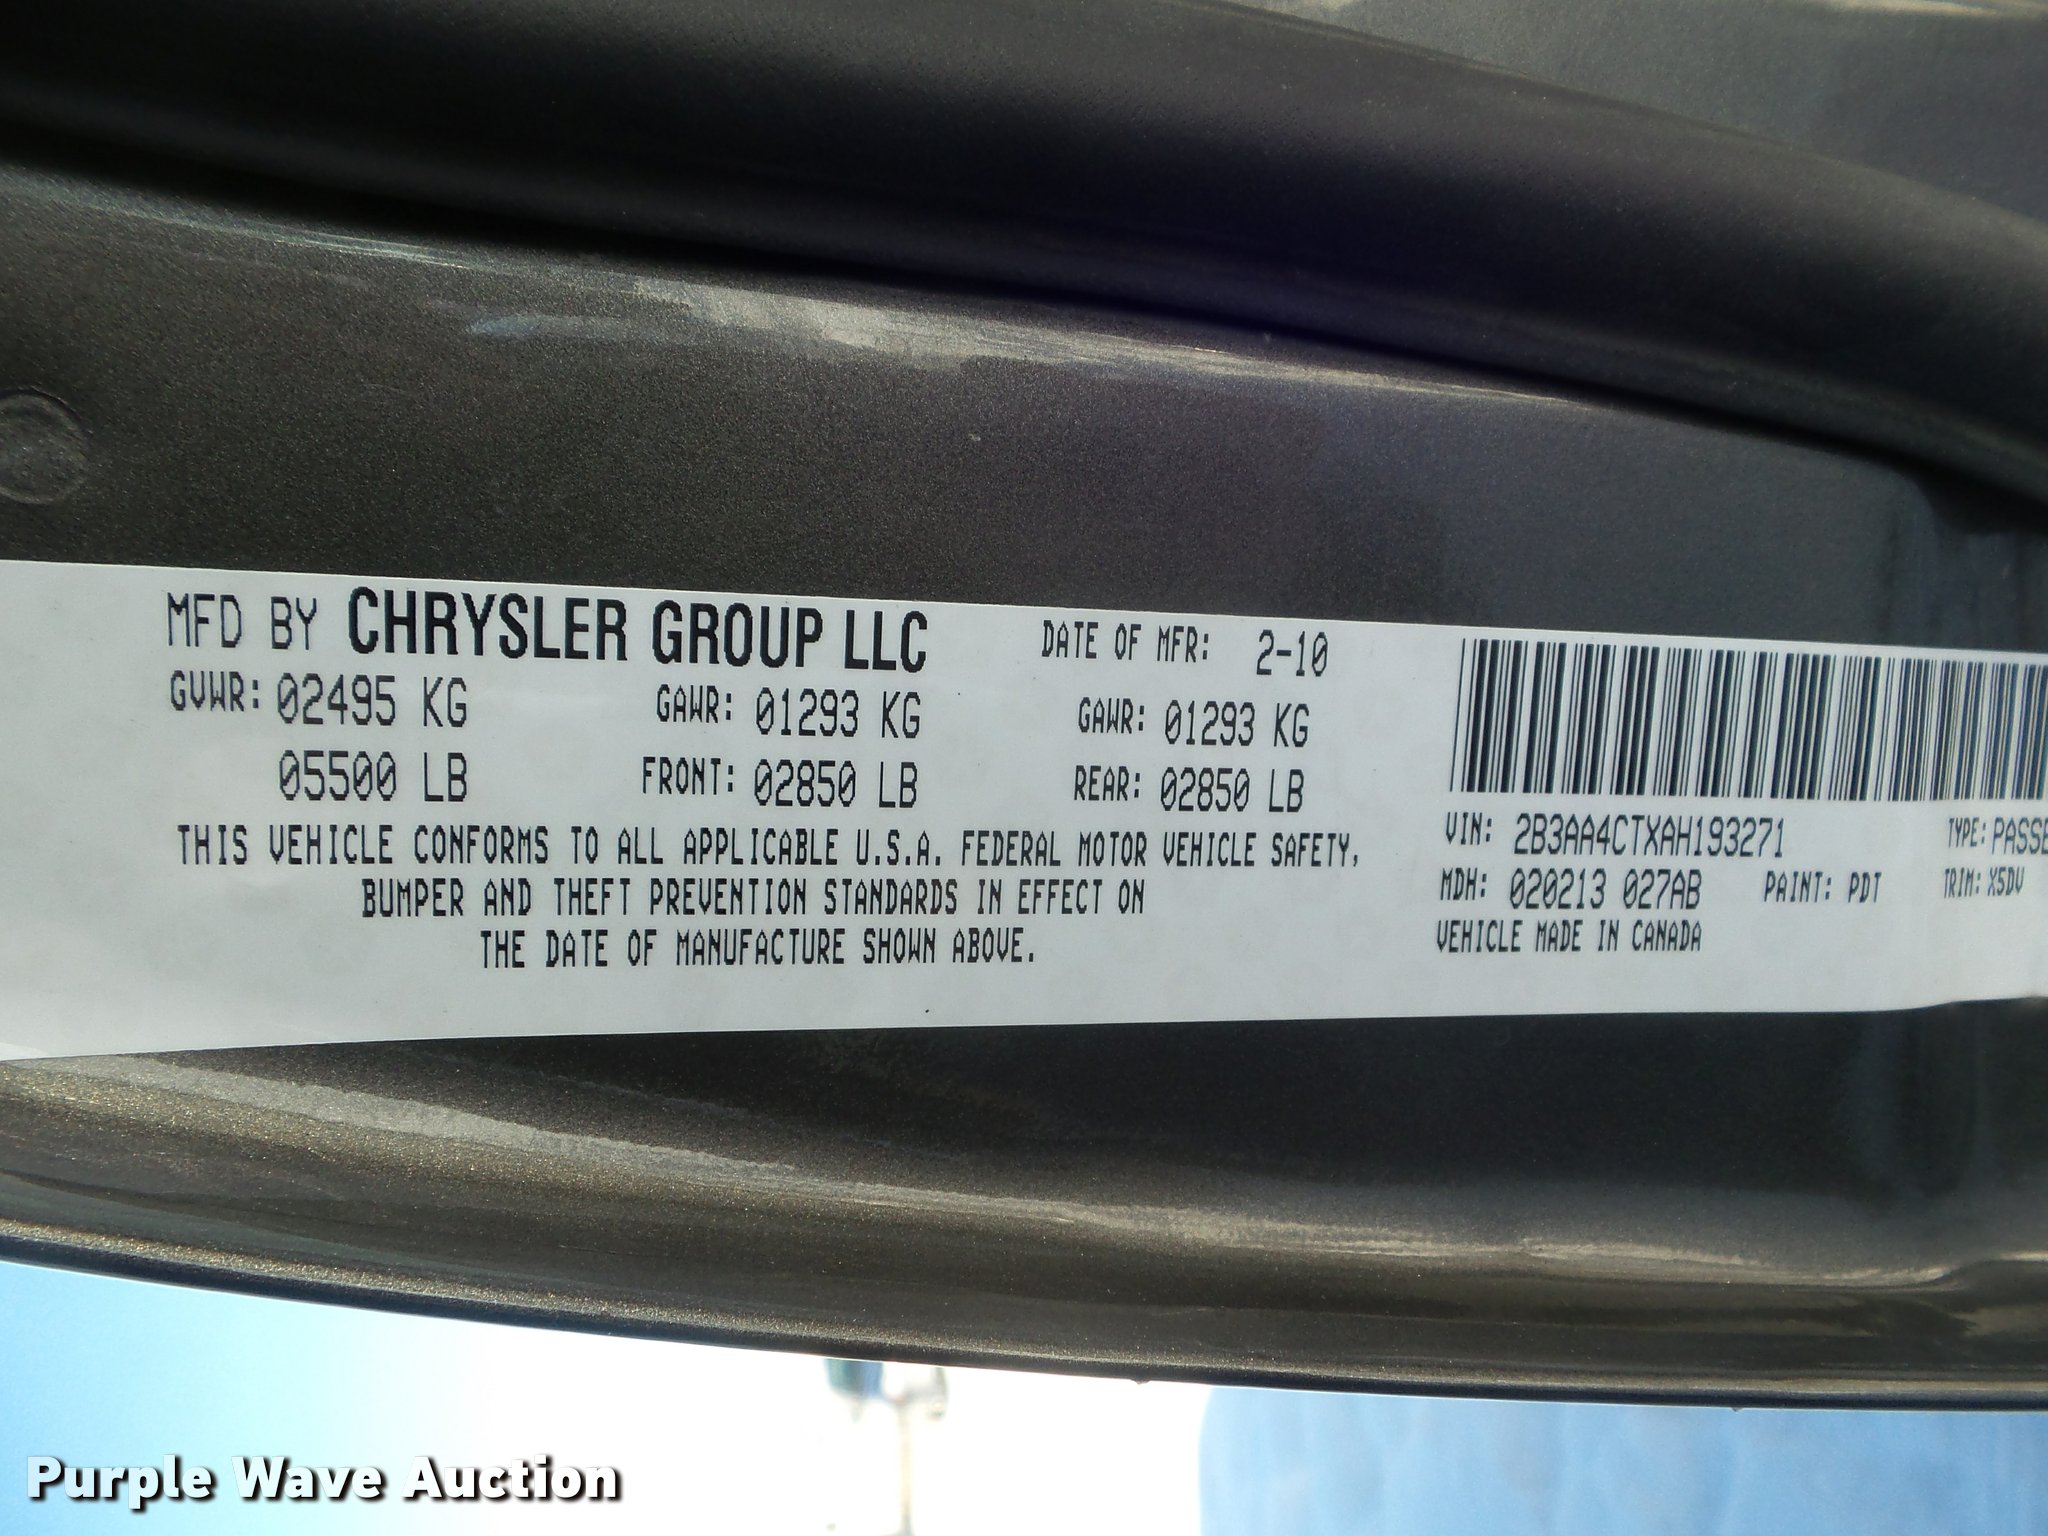 MFD BY CHRYSLER GROUP LLC DATE OF MFR: 2-10
GVWR: 02495 KG GAWR: 01293 KG GAWR: 01293 KG
05500 LB FRONT: 02850 LB REAR: 02850 LB
THIS VEHICLE CONFORMS TO ALL APPLICABLE U.S.A. FEDERAL MOTOR VEHICLE SAFETY,
BUMPER AND THEFT PREVENTION STANDARDS IN EFFECT ON
THE DATE OF MANUFACTURE SHOWN ABOVE.
VIN: 2B3AA4CTXAH193271 TYPE: PASSE
MDH: 020213 027AB PAINT: PDT TRIM: X5DV
VEHICLE MADE IN CANADA
Purple Wave Auction